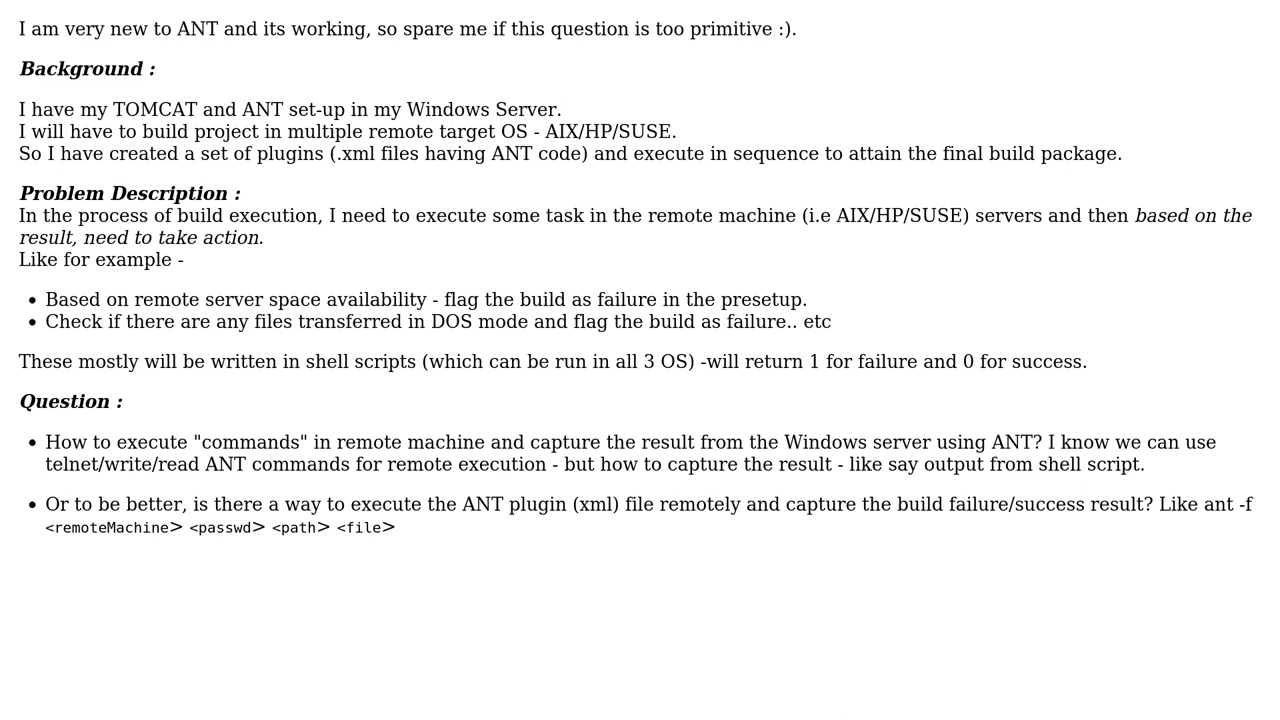 I am very new to ANT and its working, so spare me if this question is too primitive :).
Background :
I have my TOMCAT and ANT set-up in my Windows Server.
I will have to build project in multiple remote target OS - AIX/HP/SUSE.
So I have created a set of plugins (.xml files having ANT code) and execute in sequence to attain the final build package.
Problem Description :
In the process of build execution, I need to execute some task in the remote machine (i.e AIX/HP/SUSE) servers and then based on the
result, need to take action.
Like for example -
• Based on remote server space availability - flag the build as failure in the presetup.
• Check if there are any files transferred in DOS mode and flag the build as failure.. etc
These mostly will be written in shell scripts (which can be run in all 3 OS) -will return 1 for failure and 0 for success.
Question :
• How to execute "commands" in remote machine and capture the result from the Windows server using ANT? I know we can use
telnet/write/read ANT commands for remote execution - but how to capture the result - like say output from shell script.
• Or to be better, is there a way to execute the ANT plugin (xml) file remotely and capture the build failure/success result? Like ant -f
<remoteMachine> <passwd> <path> <file>